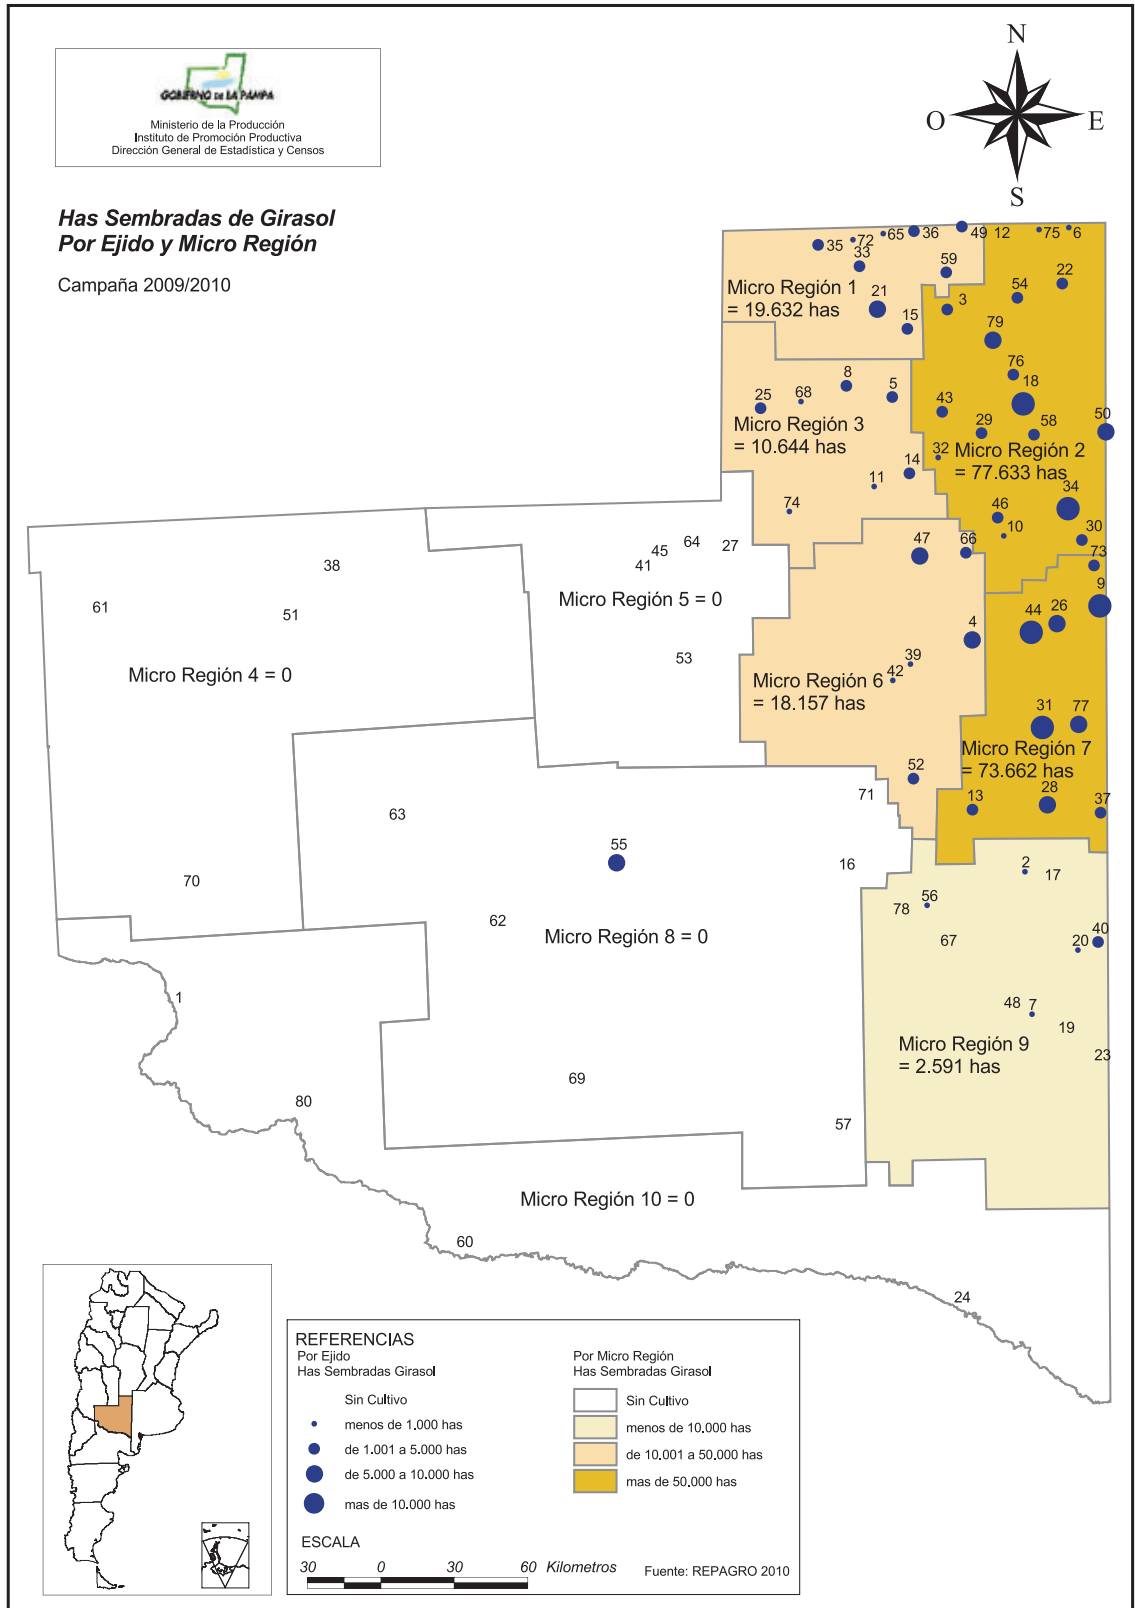 N
O
E
S
GOBIERNO DE LA PAMPA
Ministerio de la Producción
Instituto de Promoción Productiva
Dirección General de Estadística y Censos
Has Sembradas de Girasol
Por Ejido y Micro Región
Campaña 2009/2010
35
72
65
36
49
12
75
6
33
59
22
54
Micro Región 1
= 19.632 has
21
15
3
79
76
18
8
68
25
5
43
29
58
50
Micro Región 3
= 10.644 has
32
Micro Región 2
= 77.633 has
14
11
74
34
46
10
30
73
47
66
38
64
45
41
27
61
51
Micro Región 5 = 0
9
26
44
4
53
39
42
Micro Región 4 = 0
Micro Región 6
= 18.157 has
31
77
Micro Región 7
= 73.662 has
52
71
13
28
37
63
55
16
2
17
70
56
78
62
Micro Región 8 = 0
67
20
40
1
48
7
19
Micro Región 9
= 2.591 has
23
69
80
57
Micro Región 10 = 0
60
24
REFERENCIAS
Por Ejido
Has Sembradas Girasol
Sin Cultivo
menos de 1.000 has
de 1.001 a 5.000 has
de 5.000 a 10.000 has
mas de 10.000 has
Por Micro Región
Has Sembradas Girasol
Sin Cultivo
menos de 10.000 has
de 10.001 a 50.000 has
mas de 50.000 has
ESCALA
30 0 30 60 Kilometros
Fuente: REPAGRO 2010